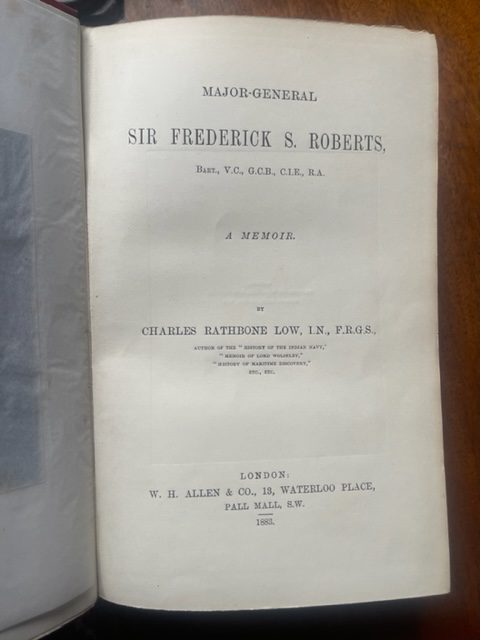 MAJOR-GENERAL
SIR FREDERICK S. ROBERTS,
BART., V.C., G.C.B., C.I.E., R.A.
A MEMOIR.
BY
CHARLES RATHBONE LOW, I.N., F.R.G.S.,
AUTHOR OF THE "HISTORY OF THE INDIAN NAVY,"
"MEMOIR OF LORD WOLSELEY,"
"HISTORY OF MARITIME DISCOVERY,"
ETC., ETC.
LONDON:
W. H. ALLEN & CO., 13, WATERLOO PLACE,
PALL MALL, S.W.
1883.